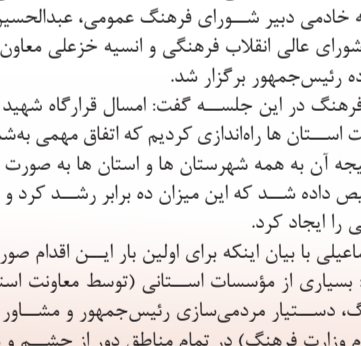 خادمی دبیر شورای فرهنگ عمومی، عبدالحسین
شورای عالی انقلاب فرهنگی و انسیه خزعلی معاون
ده رئیس‌جمهور برگزار شد.
فرهنگ در این جلسه گفت: امسال قرارگاه شهید
ت استان ها راه‌اندازی کردیم که اتفاق مهمی به‌ش
یجه آن به همه شهرستان ها و استان ها به صورت
یص داده شد که این میزان ده برابر رشد کرد و
ی را ایجاد کرد.
اعیلی با بیان اینکه برای اولین بار این اقدام صور
: بسیاری از مؤسسات استانی (توسط معاونت است
گ، دستیار مردمی‌سازی رئیس‌جمهور و مشاور
م وزارت فرهنگ) در تمام مناطق دور از چشم و